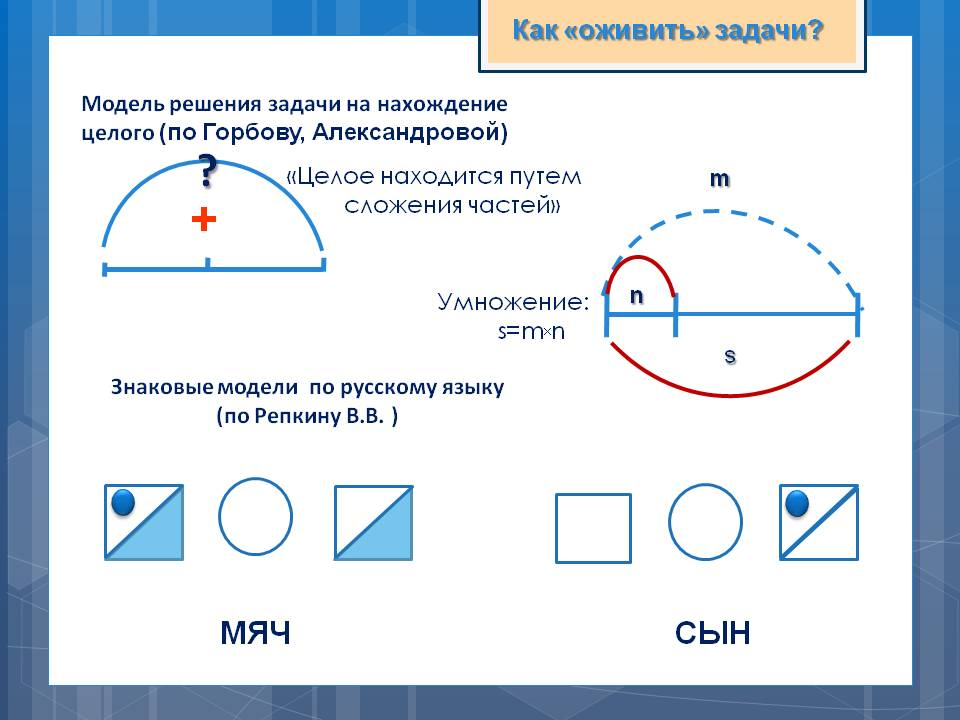 Как «оживить» задачи?
Модель решения задачи на нахождение
целого (по Горбову, Александровой)
?
+
«Целое находится путем
сложения частей»
m
n
Умножение:
s=m×n
s
Знаковые модели по русскому языку
(по Репкину В.В. )
МЯЧ
СЫН